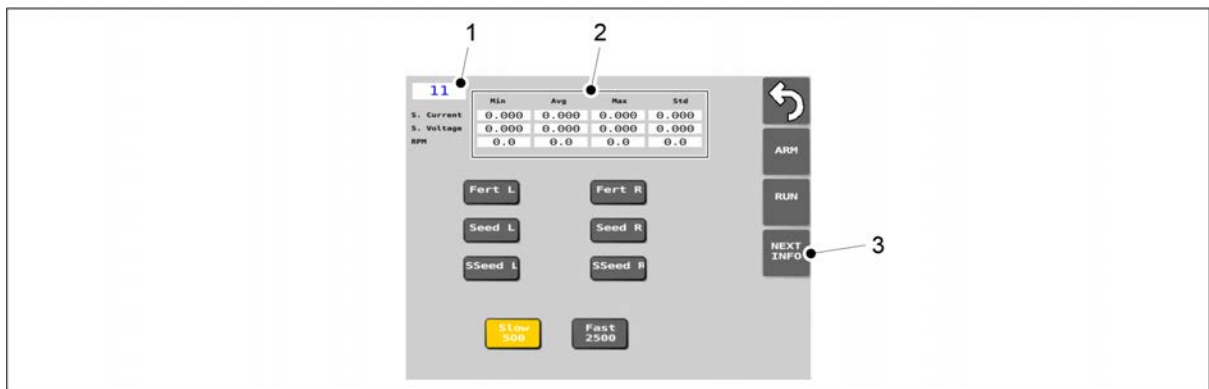 1 2
11
Min Avg Max Std
S. Current 0.000 0.000 0.000 0.000
S. Voltage 0.000 0.000 0.000 0.000
RPM 0.0 0.0 0.0 0.0
ARM
Fert L Fert R
RUN
Seed L Seed R
NEXT
INFO
3
SSeed L SSeed R
Slow
500
Fast
2500